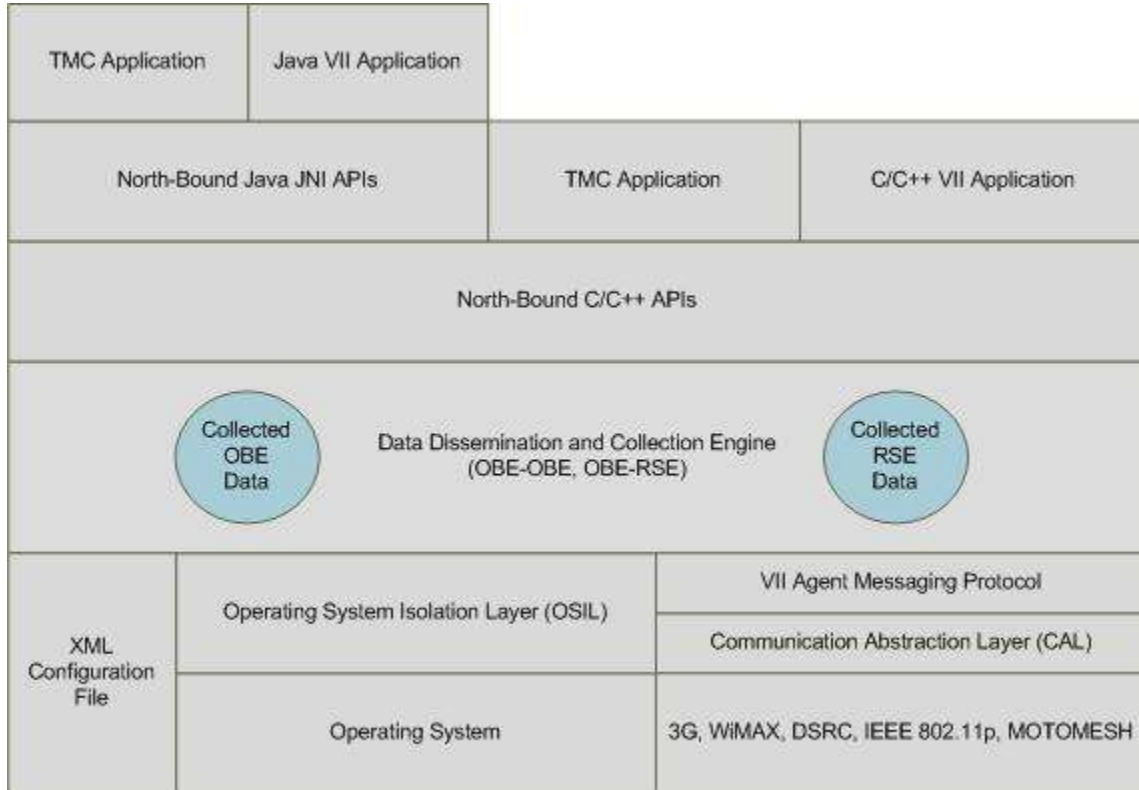 TMC Application
Java VII Application
North-Bound Java JNI APIs
TMC Application
C/C++ VII Application
North-Bound C/C++ APIs
Collected
OBE
Data
Data Dissemination and Collection Engine
(OBE-OBE, OBE-RSE)
Collected
RSE
Data
XML
Configuration
File
Operating System Isolation Layer (OSIL)
VII Agent Messaging Protocol
Communication Abstraction Layer (CAL)
Operating System
3G, WiMAX, DSRC, IEEE 802.11p, MOTOMESH